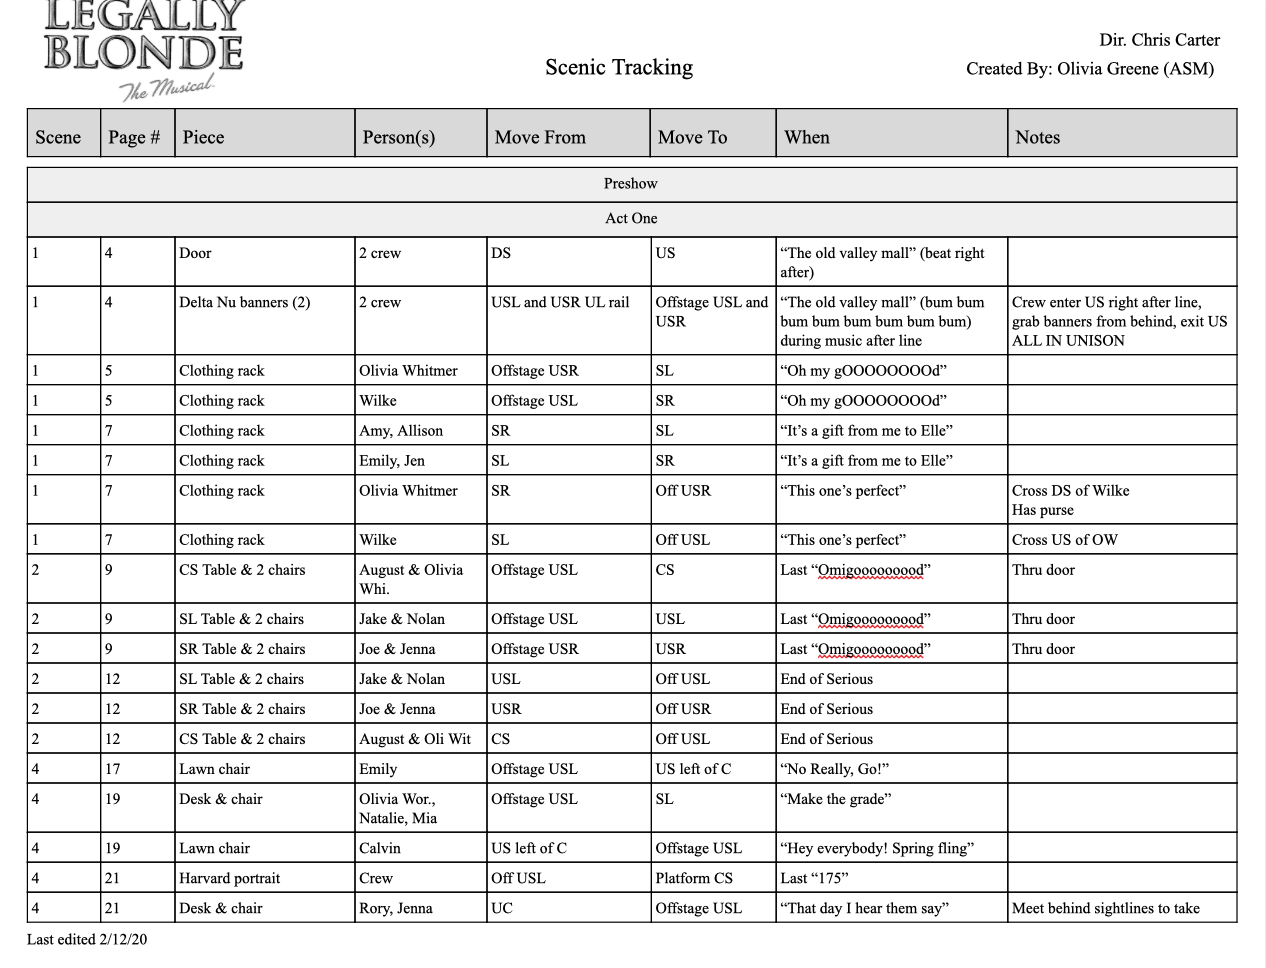 LEGALLY
BLONDE
The Musical
Dir. Chris Carter
Scenic Tracking
Created By: Olivia Greene (ASM)
Scene Page # Piece Person(s) Move From Move To When Notes
Preshow
Act One
1 4 Door 2 crew DS US “The old valley mall” (beat right
after)
1 4 Delta Nu banners (2) 2 crew USL and USR UL rail Offstage USL and “The old valley mall” (bum bum Crew enter US right after line,
USR bum bum bum bum bum bum) grab banners from behind, exit US
during music after line ALL IN UNISON
1 5 Clothing rack Olivia Whitmer Offstage USR SL “Oh my gOOOOOOOOd”
1 5 Clothing rack Wilke Offstage USL SR “Oh my gOOOOOOOOd”
1 7 Clothing rack Amy, Allison SR SL “It’s a gift from me to Elle”
1 7 Clothing rack Emily, Jen SL SR “It’s a gift from me to Elle”
1 7 Clothing rack Olivia Whitmer SR Off USR “This one’s perfect” Cross DS of Wilke
Has purse
1 7 Clothing rack Wilke SL Off USL “This one’s perfect” Cross US of OW
2 9 CS Table & 2 chairs August & Olivia Offstage USL CS Last “Omigooooooood” Thru door
Whi.
2 9 SL Table & 2 chairs Jake & Nolan Offstage USL USL Last “Omigooooooood” Thru door
2 9 SR Table & 2 chairs Joe & Jenna Offstage USR USR Last “Omigooooooood” Thru door
2 12 SL Table & 2 chairs Jake & Nolan USL Off USL End of Serious
2 12 SR Table & 2 chairs Joe & Jenna USR Off USR End of Serious
2 12 CS Table & 2 chairs August & Oli Wit CS Off USL End of Serious
4 17 Lawn chair Emily Offstage USL US left of C “No Really, Go!”
4 19 Desk & chair Olivia Wor., Offstage USL SL “Make the grade”
Natalie, Mia
4 19 Lawn chair Calvin US left of C Offstage USL “Hey everybody! Spring fling”
4 21 Harvard portrait Crew Off USL Platform CS Last “175”
4 21 Desk & chair Rory, Jenna UC Offstage USL “That day I hear them say” Meet behind sightlines to take
Last edited 2/12/20